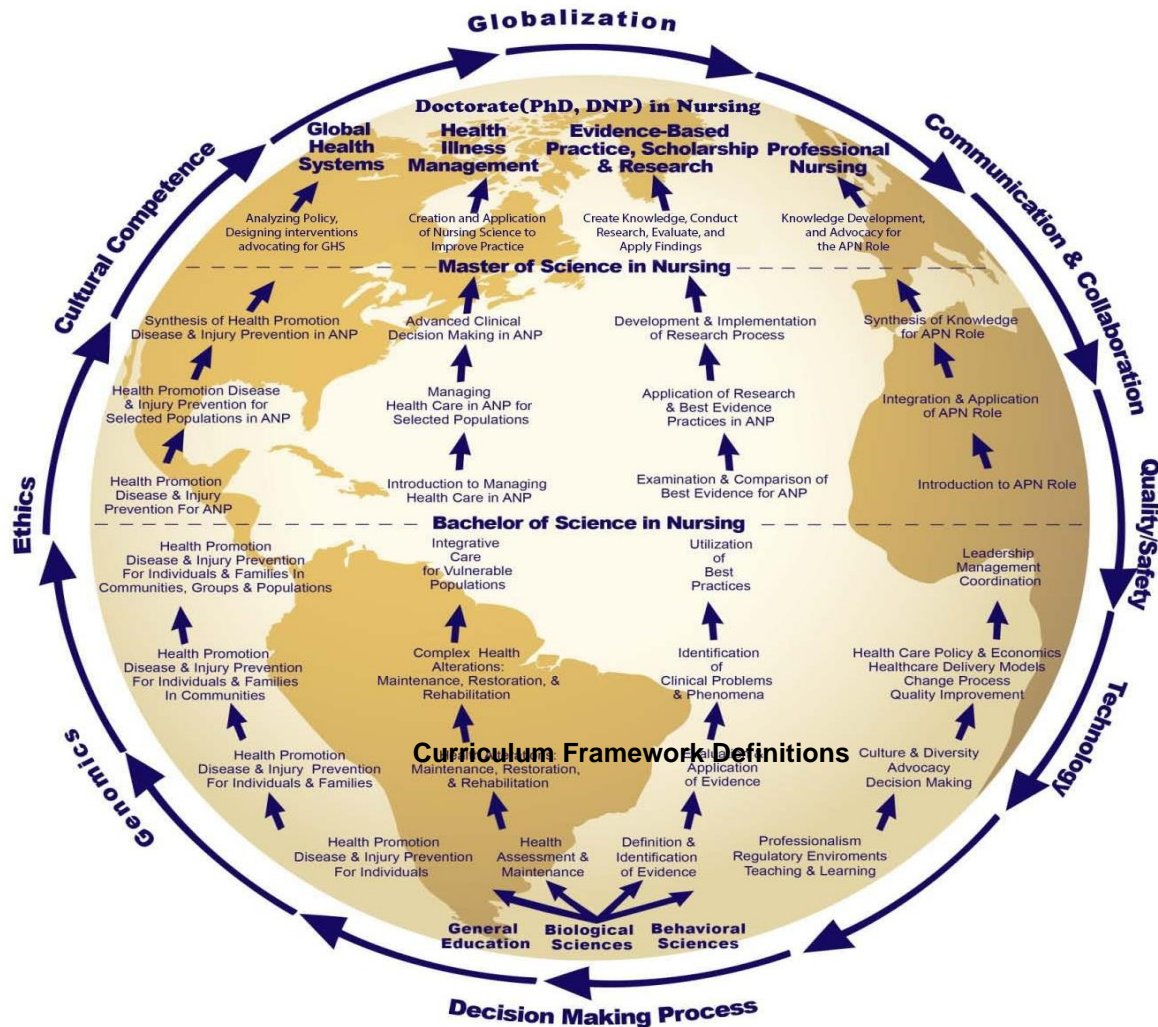 Globalization
Communication & Collaboration
Quality/Safety
Technology
Decision Making Process
Genomics
Ethics
Cultural Competence
Doctorate(PhD, DNP) in Nursing
Global
Health
Systems
Health
Illness
Management
Evidence-Based
Practice, Scholarship
& Research
Professional
Nursing
Analyzing Policy,
Designing interventions
advocating for GHS
Creation and Application
of Nursing Science to
Improve Practice
Create Knowledge, Conduct
Research, Evaluate, and
Apply Findings
Knowledge Development,
and Advocacy for
the APN Role
Master of Science in Nursing
Synthesis of Health Promotion
Disease & Injury Prevention in ANP
Advanced Clinical
Decision Making in ANP
Development & Implementation
of Research Process
Synthesis of Knowledge
for APN Role
Health Promotion Disease
& Injury Prevention for
Selected Populations in ANP
Managing
Health Care in ANP for
Selected Populations
Application of Research
& Best Evidence
Practices in ANP
Integration & Application
of APN Role
Health Promotion
Disease & Injury
Prevention For ANP
Introduction to Managing
Health Care in ANP
Examination & Comparison of
Best Evidence for ANP
Introduction to APN Role
Bachelor of Science in Nursing
Health Promotion
Disease & Injury Prevention
For Individuals & Families In
Communities, Groups & Populations
Integrative
Care
for Vulnerable
Populations
Utilization
of
Best
Practices
Leadership
Management
Coordination
Health Promotion
Disease & Injury Prevention
For Individuals & Families
In Communities
Complex Health
Alterations:
Maintenance, Restoration, &
Rehabilitation
Identification
of
Clinical Problems
& Phenomena
Health Care Policy & Economics
Healthcare Delivery Models
Change Process
Quality Improvement
Curriculum Framework Definitions
Health Promotion
Disease & Injury Prevention
For Individuals & Families
Health Alterations:
Maintenance, Restoration,
& Rehabilitation
Evaluation &
Application
of Evidence
Culture & Diversity
Advocacy
Decision Making
Health Promotion
Disease & Injury Prevention
For Individuals
Health
Assessment &
Maintenance
Definition &
Identification
of Evidence
Professionalism
Regulatory Enviroments
Teaching & Learning
General
Education
Biological
Sciences
Behavioral
Sciences